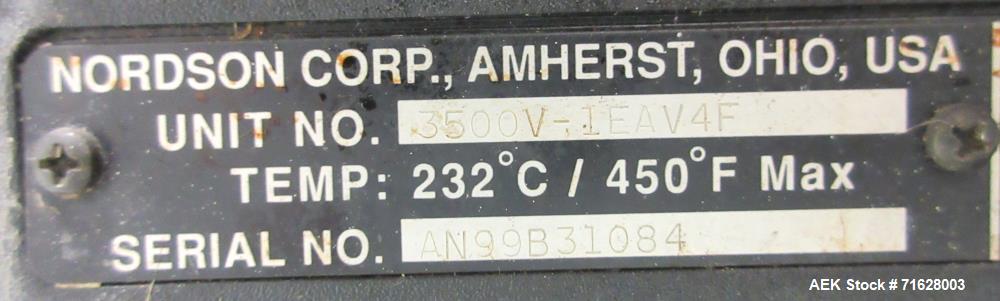 NORDSON CORP., AMHERST, OHIO, USA
UNIT NO. 3500V-1EAV4F
TEMP: 232°C / 450°F Max
SERIAL NO. AN99B31084
AEK Stock # 71628003